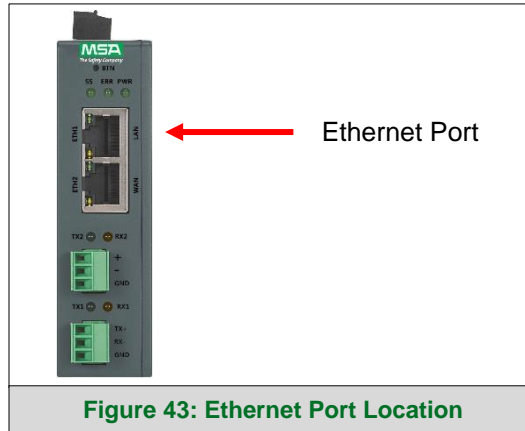 MSA
The Safety Company
BTN
SS ERR PWR
ETH1
LAN
Ethernet Port
ETH2
WAN
TX2 RX2
+
-
GND
TX1 RX1
TX+
RX-
GND
Figure 43: Ethernet Port Location